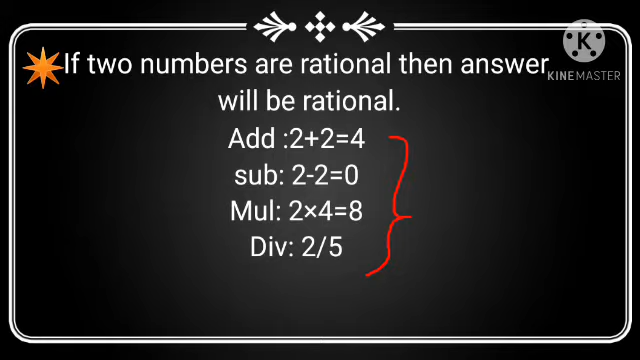 If two numbers are rational then answer
will be rational.
Add :2+2=4
sub: 2-2=0
Mul: 2×4=8
Div: 2/5
K
KINEMASTER